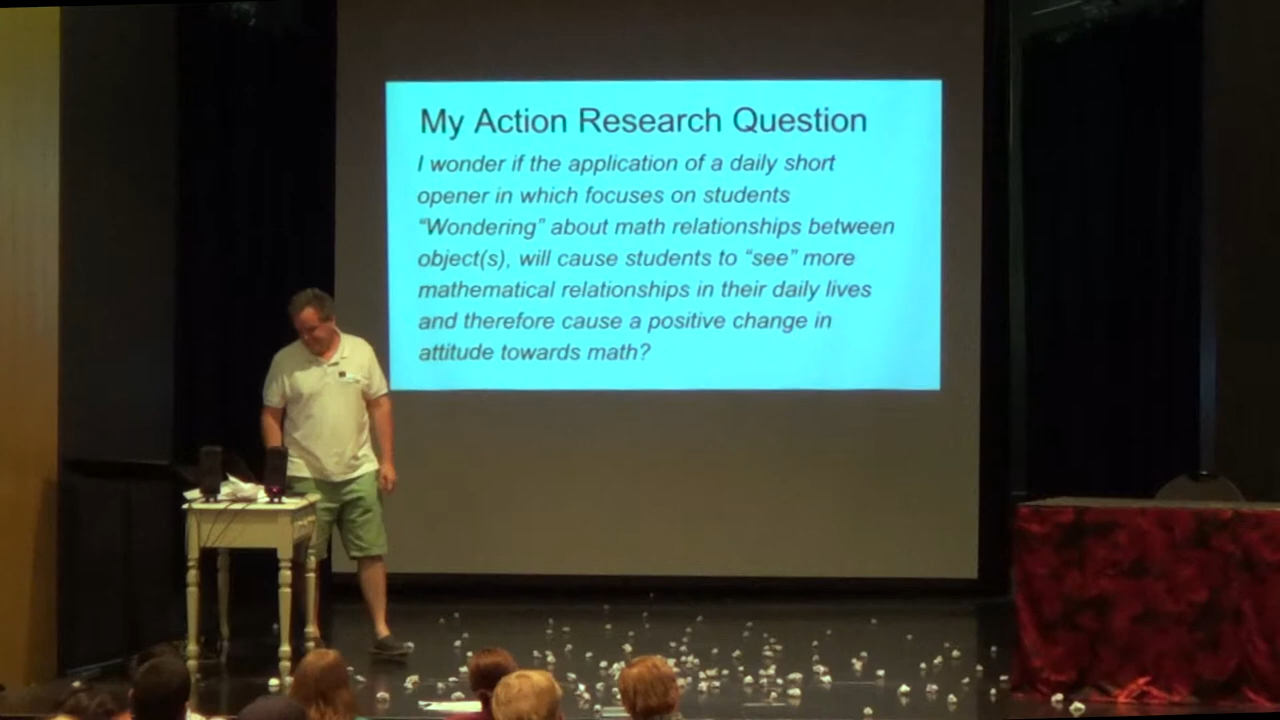 My Action Research Question
I wonder if the application of a daily short
opener in which focuses on students
“Wondering” about math relationships between
object(s), will cause students to “see” more
mathematical relationships in their daily lives
and therefore cause a positive change in
attitude towards math?